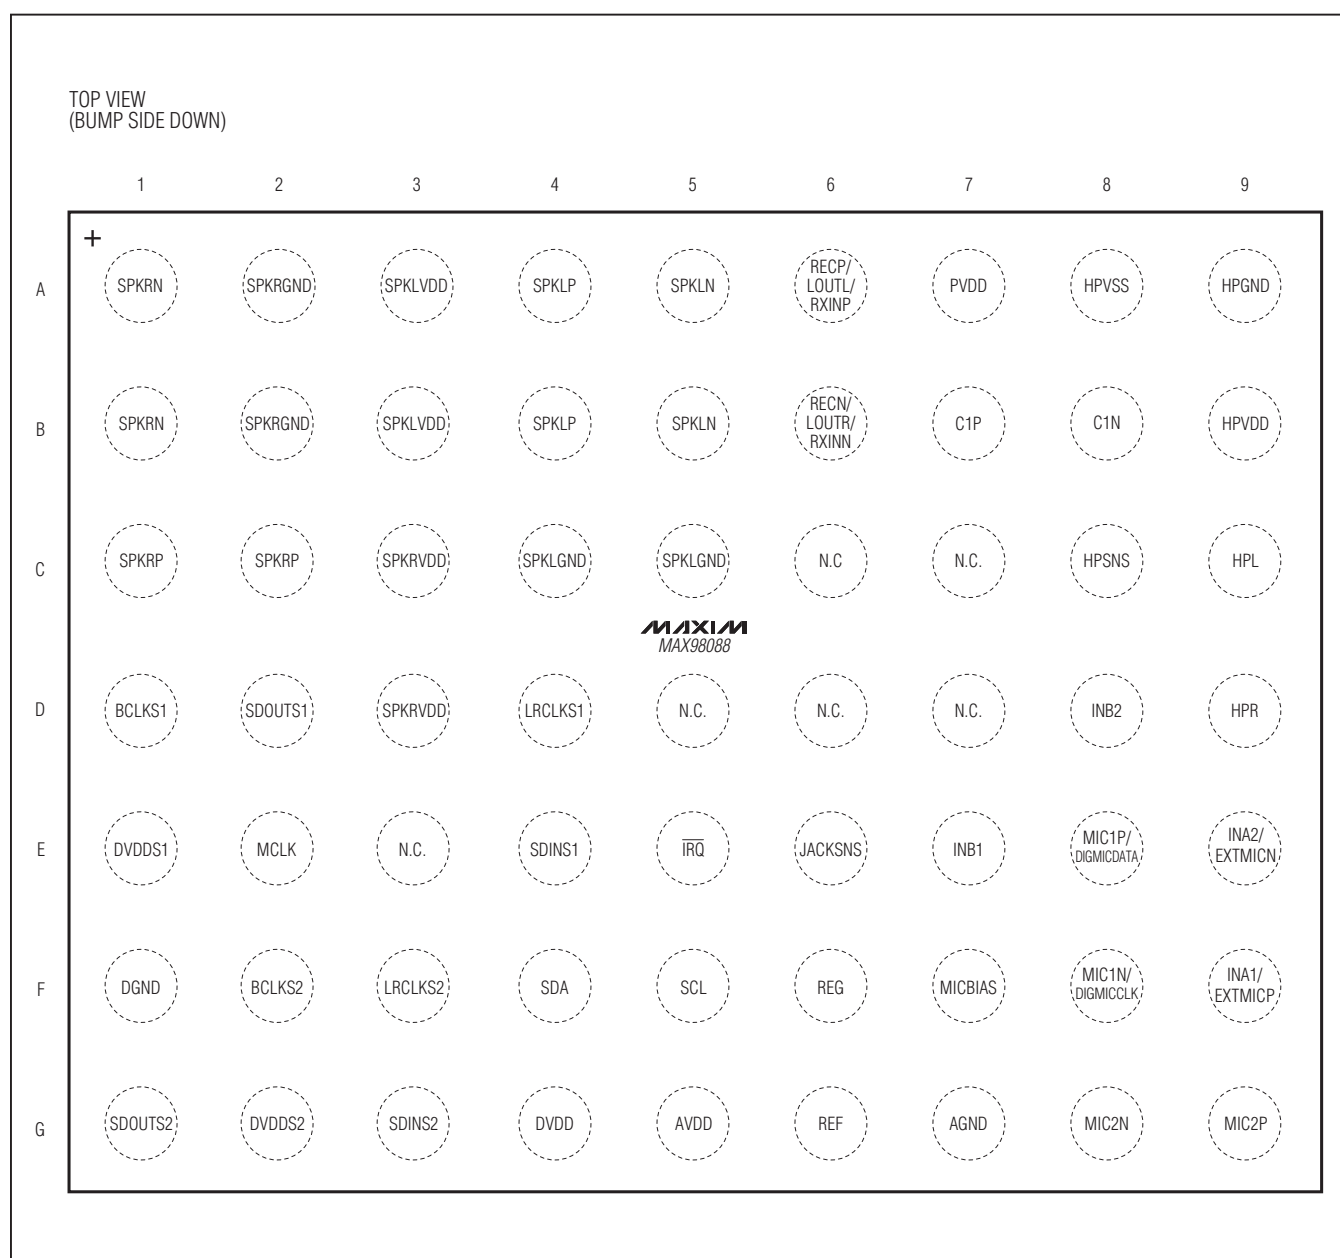 TOP VIEW
(BUMP SIDE DOWN)
1 2 3 4 5 6 7 8 9
+
A SPKRN SPKRGND SPKLVDD SPKLP SPKLN RECP/ LOUTL/ RXINP PVDD HPVSS HPGND
B SPKRN SPKRGND SPKLVDD SPKLP SPKLN RECN/ LOUTR/ RXINN C1P C1N HPVDD
C SPKRP SPKRP SPKRVDD SPKLGND SPKLGND N.C N.C. HPSNS HPL
MAXIM
MAX98088
D BCLKS1 SDOUTS1 SPKRVDD LRCLKS1 N.C. N.C. N.C. INB2 HPR
E DVDDS1 MCLK N.C. SDINS1 I̅R̅Q̅ JACKSNS INB1 MIC1P/ DIGMICDATA INA2/ EXTMICN
F DGND BCLKS2 LRCLKS2 SDA SCL REG MICBIAS MIC1N/ DIGMICCLK INA1/ EXTMICP
G SDOUTS2 DVDDS2 SDINS2 DVDD AVDD REF AGND MIC2N MIC2P